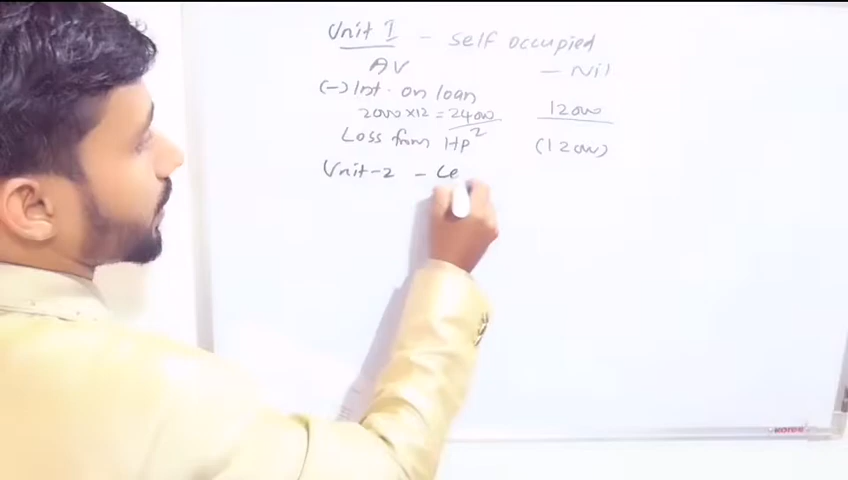 Unit I - self occupied
AV - Nil
(-) Int. on loan
2000×12 = 24000 12000
2
Loss from HP (12000)
Unit-2 - Le